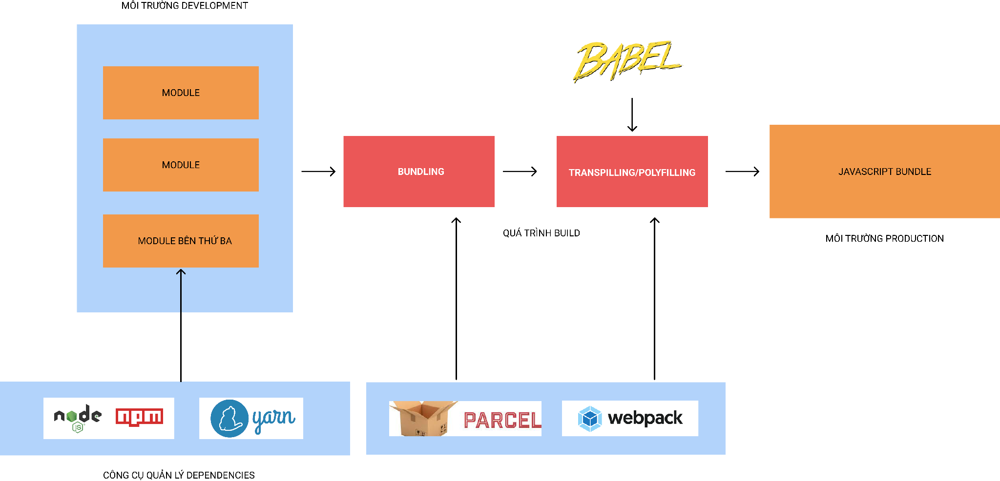 MÔI TRƯỜNG DEVELOPMENT
BABEL
MODULE
MODULE
BUNDLING
TRANSPILLING/POLYFILLING
JAVASCRIPT BUNDLE
MODULE BÊN THỨ BA
QUÁ TRÌNH BUILD
MÔI TRƯỜNG PRODUCTION
node
JS
npm
yarn
PARCEL
webpack
CÔNG CỤ QUẢN LÝ DEPENDENCIES